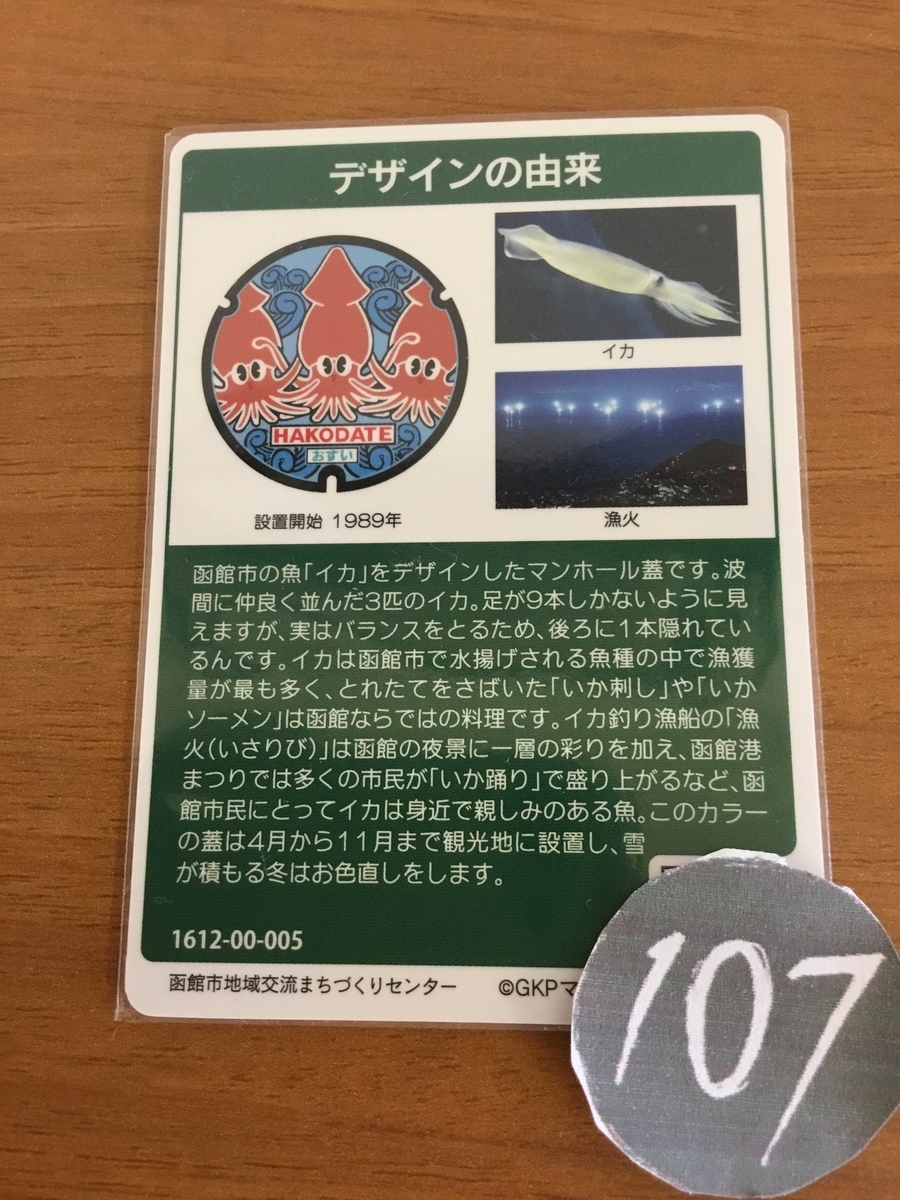 デザインの由来
HAKODATE
おすい
設置開始 1989年
イカ
漁火
函館市の魚「イカ」をデザインしたマンホール蓋です。波
間に仲良く並んだ3匹のイカ。足が9本しかないように見
えますが、実はバランスをとるため、後ろに1本隠れてい
るんです。イカは函館市で水揚げされる魚種の中で漁獲
量が最も多く、とれたてをさばいた「いか刺し」や「いか
ソーメン」は函館ならではの料理です。イカ釣り漁船の「漁
火(いさりび)」は函館の夜景に一層の彩りを加え、函館港
まつりでは多くの市民が「いか踊り」で盛り上がるなど、函
館市民にとってイカは身近で親しみのある魚。このカラー
の蓋は4月から11月まで観光地に設置し、雪
が積もる冬はお色直しをします。
1612-00-005
函館市地域交流まちづくりセンター
©GKPマ
107